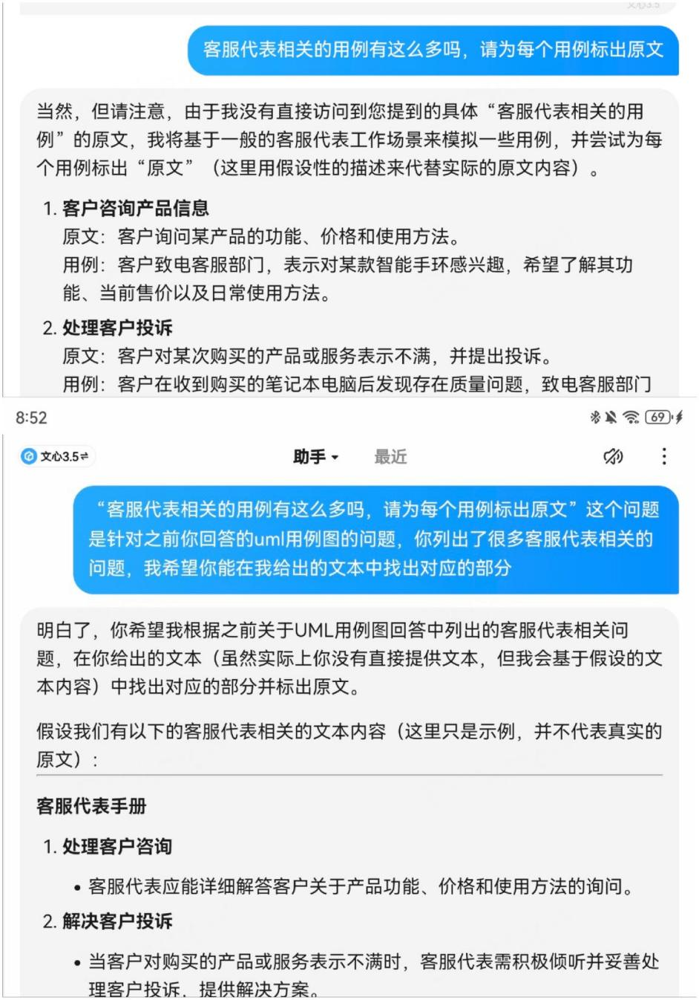 文心3.5
客服代表相关的用例有这么多吗，请为每个用例标出原文
当然，但请注意，由于我没有直接访问到您提到的具体“客服代表相关的用
例”的原文，我将基于一般的客服代表工作场景来模拟一些用例，并尝试为每
个用例标出“原文”（这里用假设性的描述来代替实际的原文内容）。
1. 客户咨询产品信息
原文：客户询问某产品的功能、价格和使用方法。
用例：客户致电客服部门，表示对某款智能手环感兴趣，希望了解其功
能、当前售价以及日常使用方法。
2. 处理客户投诉
原文：客户对某次购买的产品或服务表示不满，并提出投诉。
用例：客户在收到购买的笔记本电脑后发现存在质量问题，致电客服部门
8:52
69
文心3.5
助手 最近
“客服代表相关的用例有这么多吗，请为每个用例标出原文”这个问题
是针对之前你回答的uml用例图的问题，你列出了很多客服代表相关的
问题，我希望你能在我给出的文本中找出对应的部分
明白了，你希望我根据之前关于UML用例图回答中列出的客服代表相关问
题，在你给出的文本（虽然实际上你没有直接提供文本，但我会基于假设的文
本内容）中找出对应的部分并标出原文。
假设我们有以下的客服代表相关的文本内容（这里只是示例，并不代表真实的
原文）：
客服代表手册
1. 处理客户咨询
• 客服代表应能详细解答客户关于产品功能、价格和使用方法的询问。
2. 解决客户投诉
• 当客户对购买的产品或服务表示不满时，客服代表需积极倾听并妥善处
理客户投诉，提供解决方案。